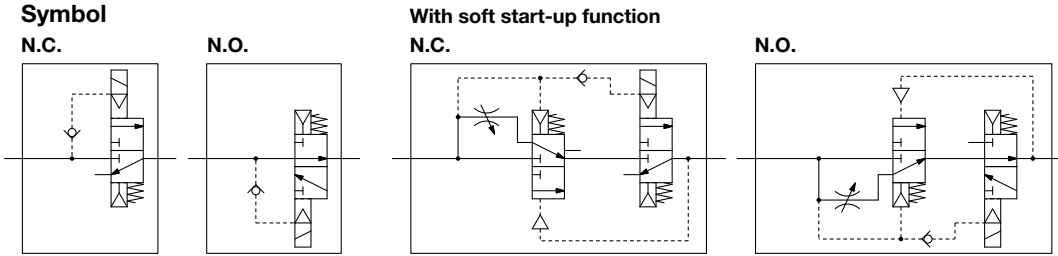 Symbol
With soft start-up function
N.C.
N.O.
N.C.
N.O.